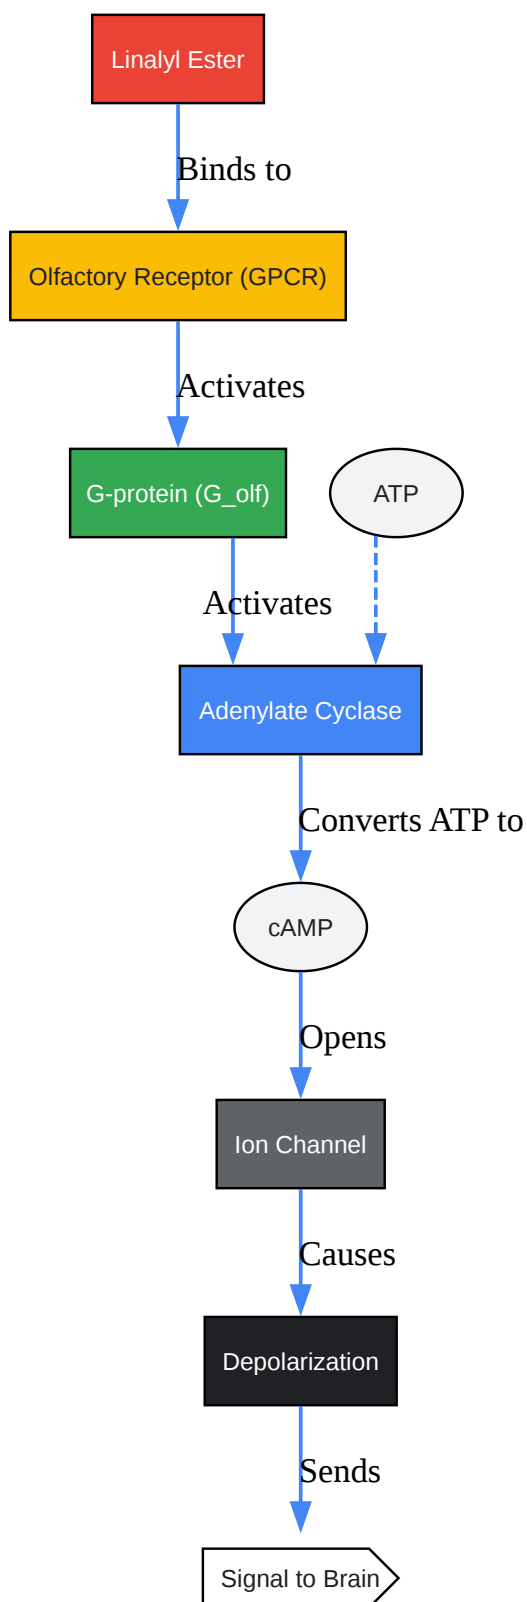 Linalyl Ester
Binds to
Olfactory Receptor (GPCR)
Activates
G-protein (G_olf)
ATP
Activates
Adenylate Cyclase
Converts ATP to
cAMP
Opens
Ion Channel
Causes
Depolarization
Sends
Signal to Brain